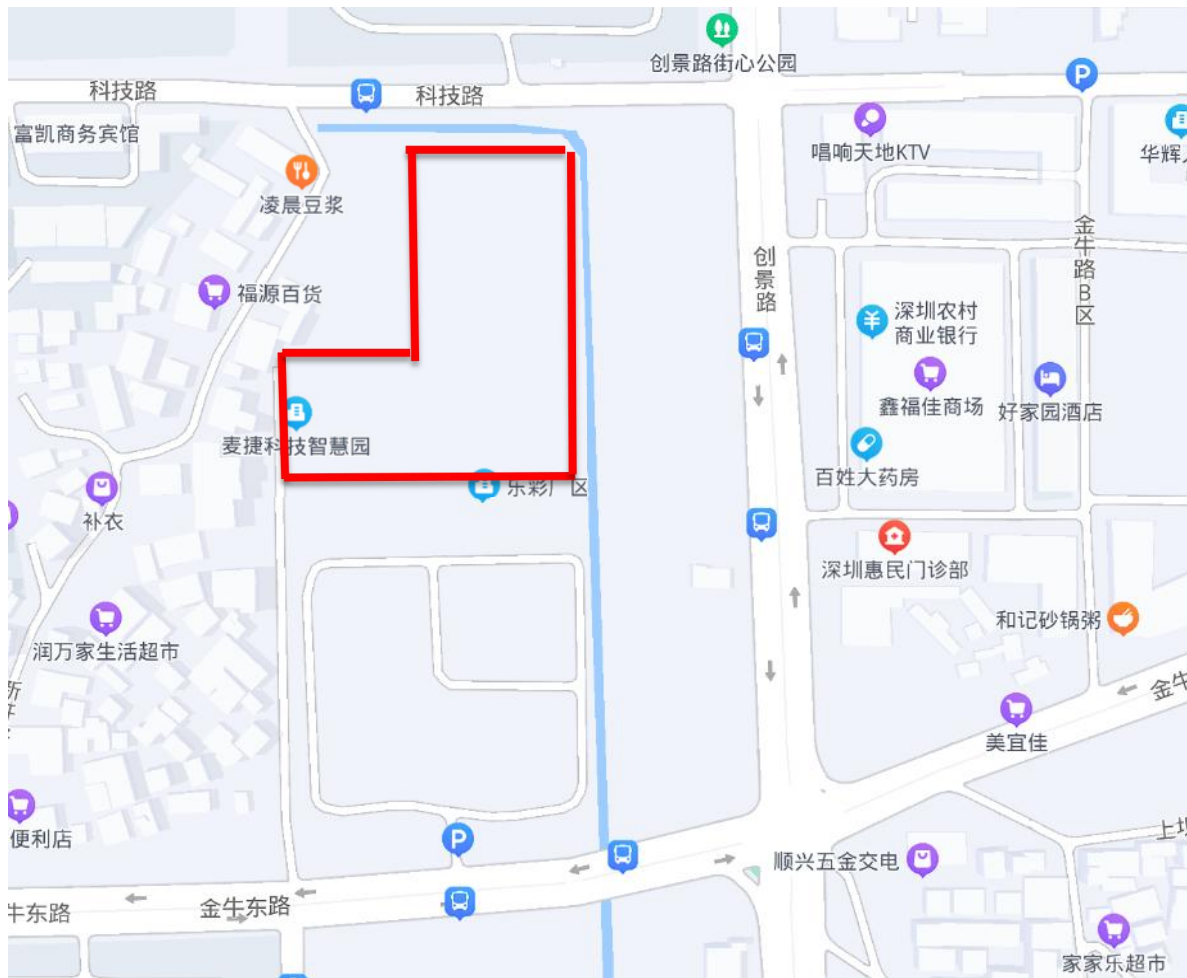 创景路街心公园
科技路
科技路
P
富凯商务宾馆
唱响天地KTV
华辉
凌晨豆浆
金牛路B区
创景路
福源百货
深圳农村
商业银行
鑫福佳商场
好家园酒店
麦捷科技智慧园
百姓大药房
乐彩厂区
补衣
深圳惠民门诊部
和记砂锅粥
润万家生活超市
金牛
美宜佳
便利店
P
上坝
顺兴五金交电
牛东路
金牛东路
家家乐超市